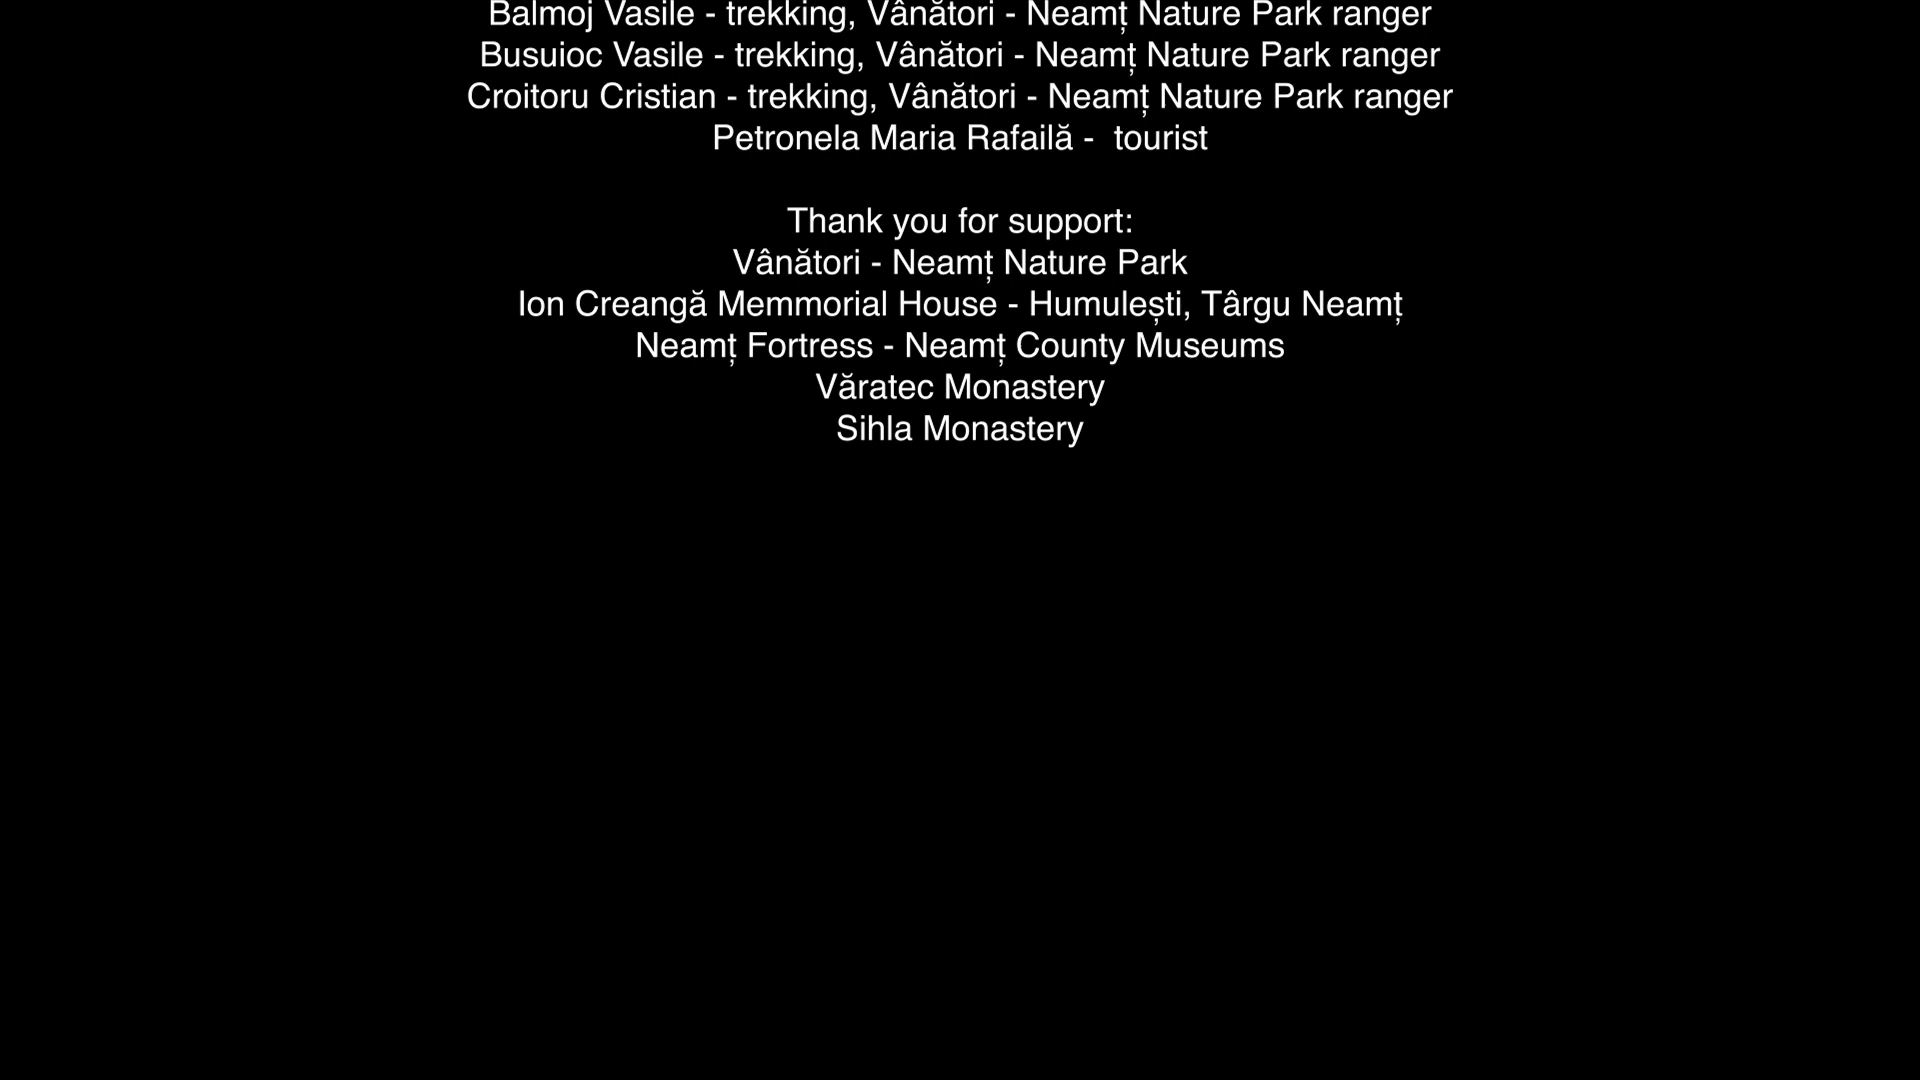 Balmoj Vasile - trekking, Vânători - Neamț Nature Park ranger
Busuioc Vasile - trekking, Vânători - Neamț Nature Park ranger
Croitoru Cristian - trekking, Vânători - Neamț Nature Park ranger
Petronela Maria Rafailă -  tourist
Thank you for support:
Vânători - Neamț Nature Park
Ion Creangă Memmorial House - Humulești, Târgu Neamț
Neamț Fortress - Neamț County Museums
Văratec Monastery
Sihla Monastery